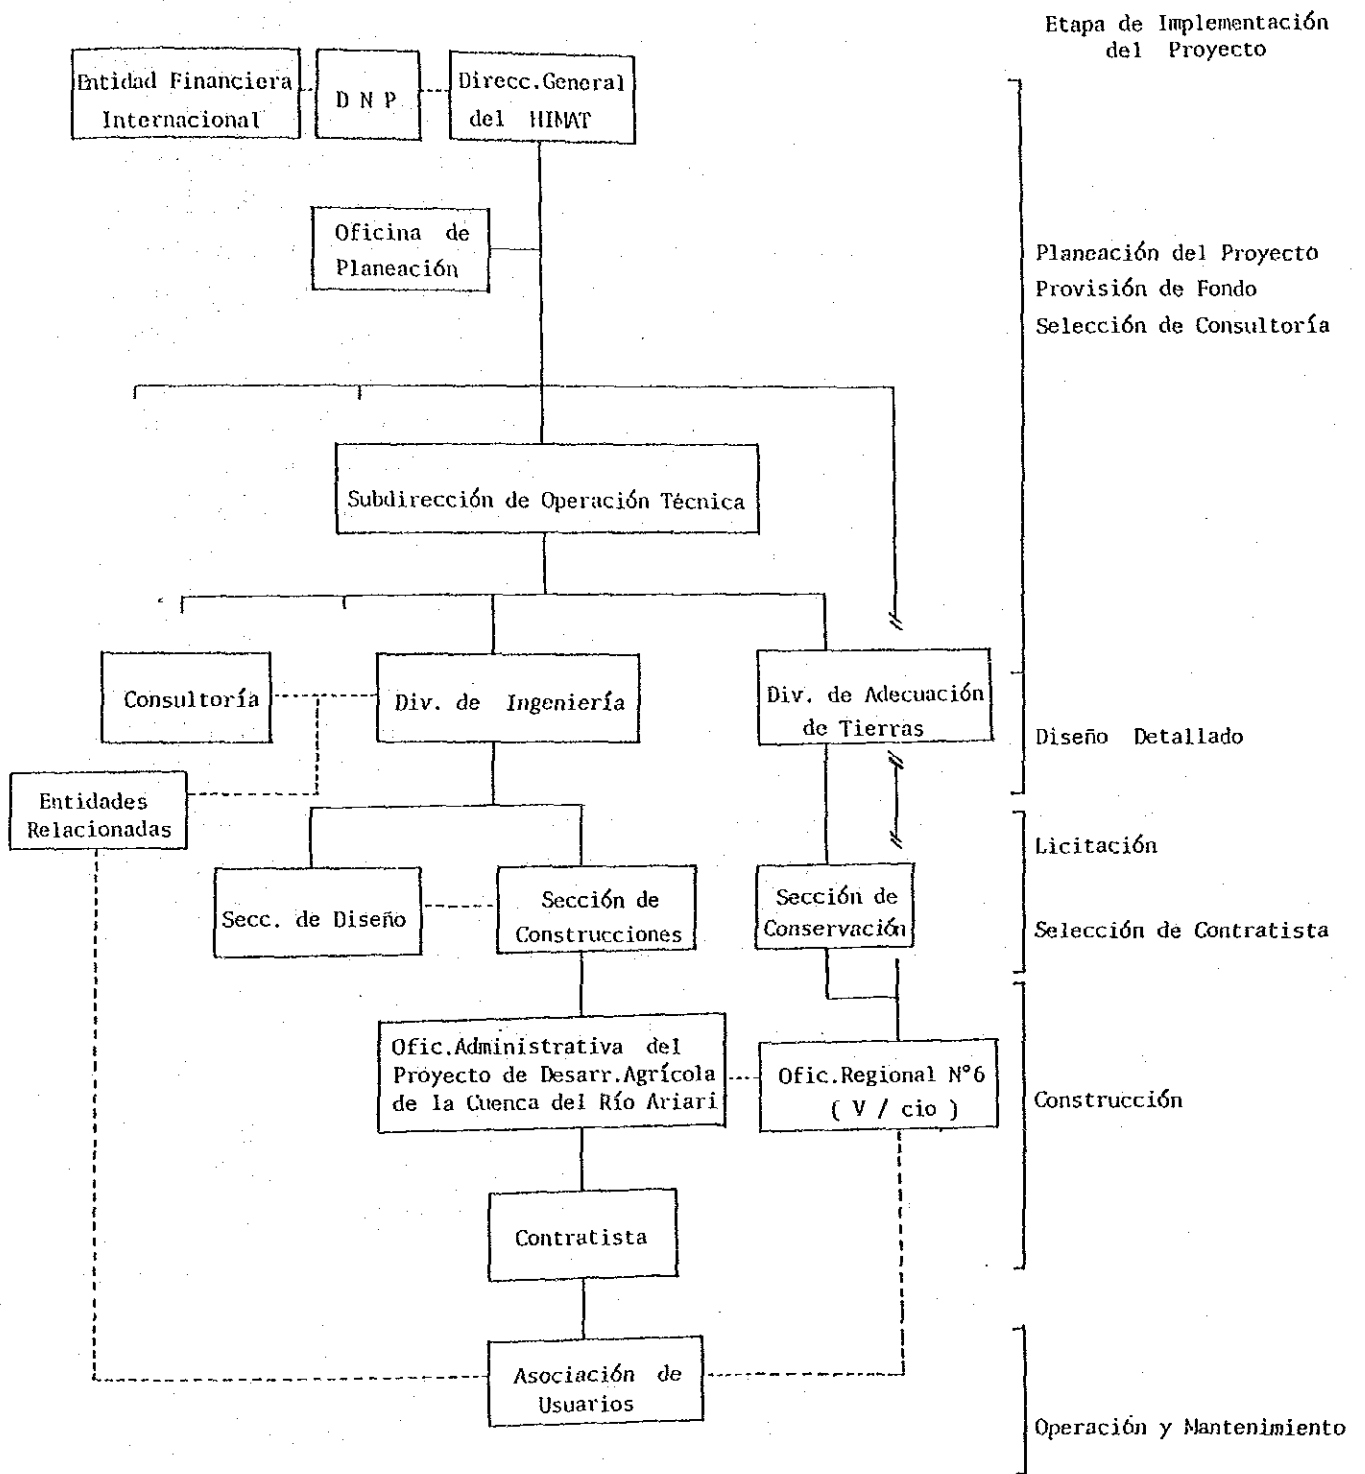 Etapa de Implementación
del Proyecto
Entidad Financiera
Internacional
D N P
Direcc.General
del HIMAT
Oficina de
Planeación
Planeación del Proyecto
Provisión de Fondo
Selección de Consultoría
Subdirección de Operación Técnica
Consultoría
Div. de Ingeniería
Div. de Adecuación
de Tierras
Diseño Detallado
Entidades
Relacionadas
Licitación
Secc. de Diseño
Sección de
Construcciones
Sección de
Conservación
Selección de Contratista
Ofic.Administrativa del
Proyecto de Desarr.Agrícola
de la Cuenca del Río Ariari
Ofic.Regional N°6
( V / cio )
Construcción
Contratista
Asociación de
Usuarios
Operación y Mantenimiento